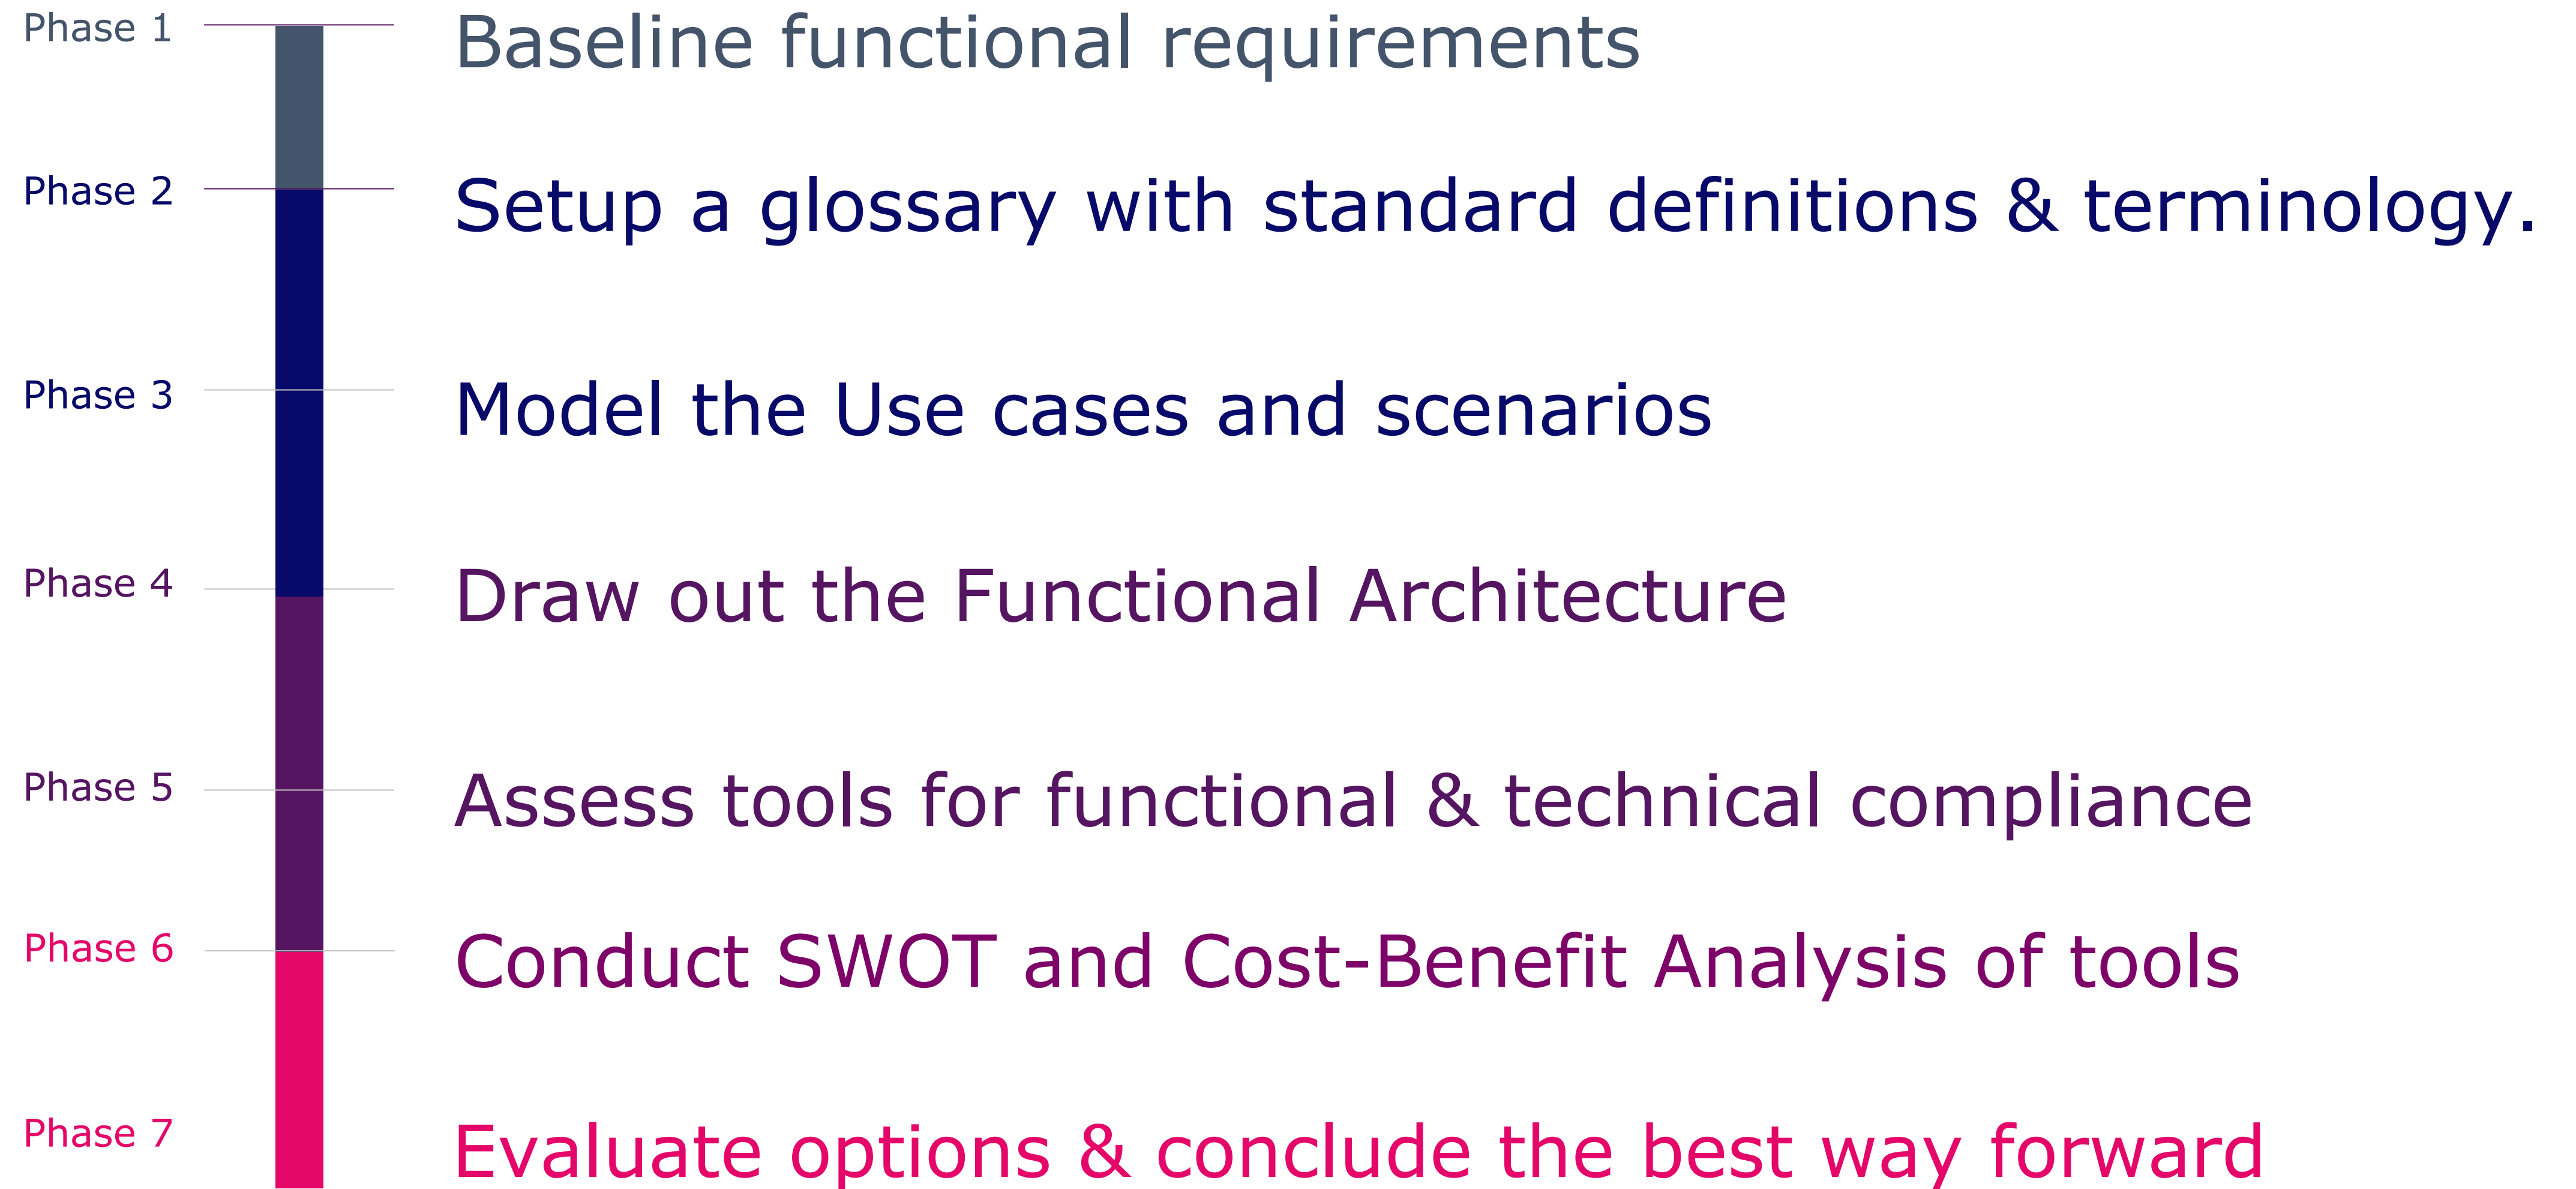 Phase 1 Baseline functional requirements
Phase 2 Setup a glossary with standard definitions & terminology.
Phase 3 Model the Use cases and scenarios
Phase 4 Draw out the Functional Architecture
Phase 5 Assess tools for functional & technical compliance
Phase 6 Conduct SWOT and Cost-Benefit Analysis of tools
Phase 7 Evaluate options & conclude the best way forward